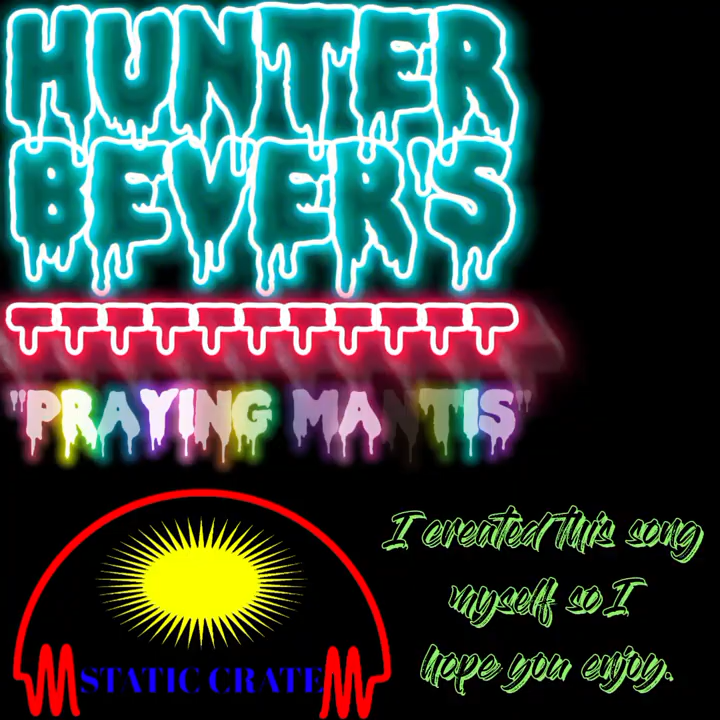 HUNTER
BEVER'S
"PRAYING MANTIS"
STATIC CRATE
I created this song
myself so I
hope you enjoy.